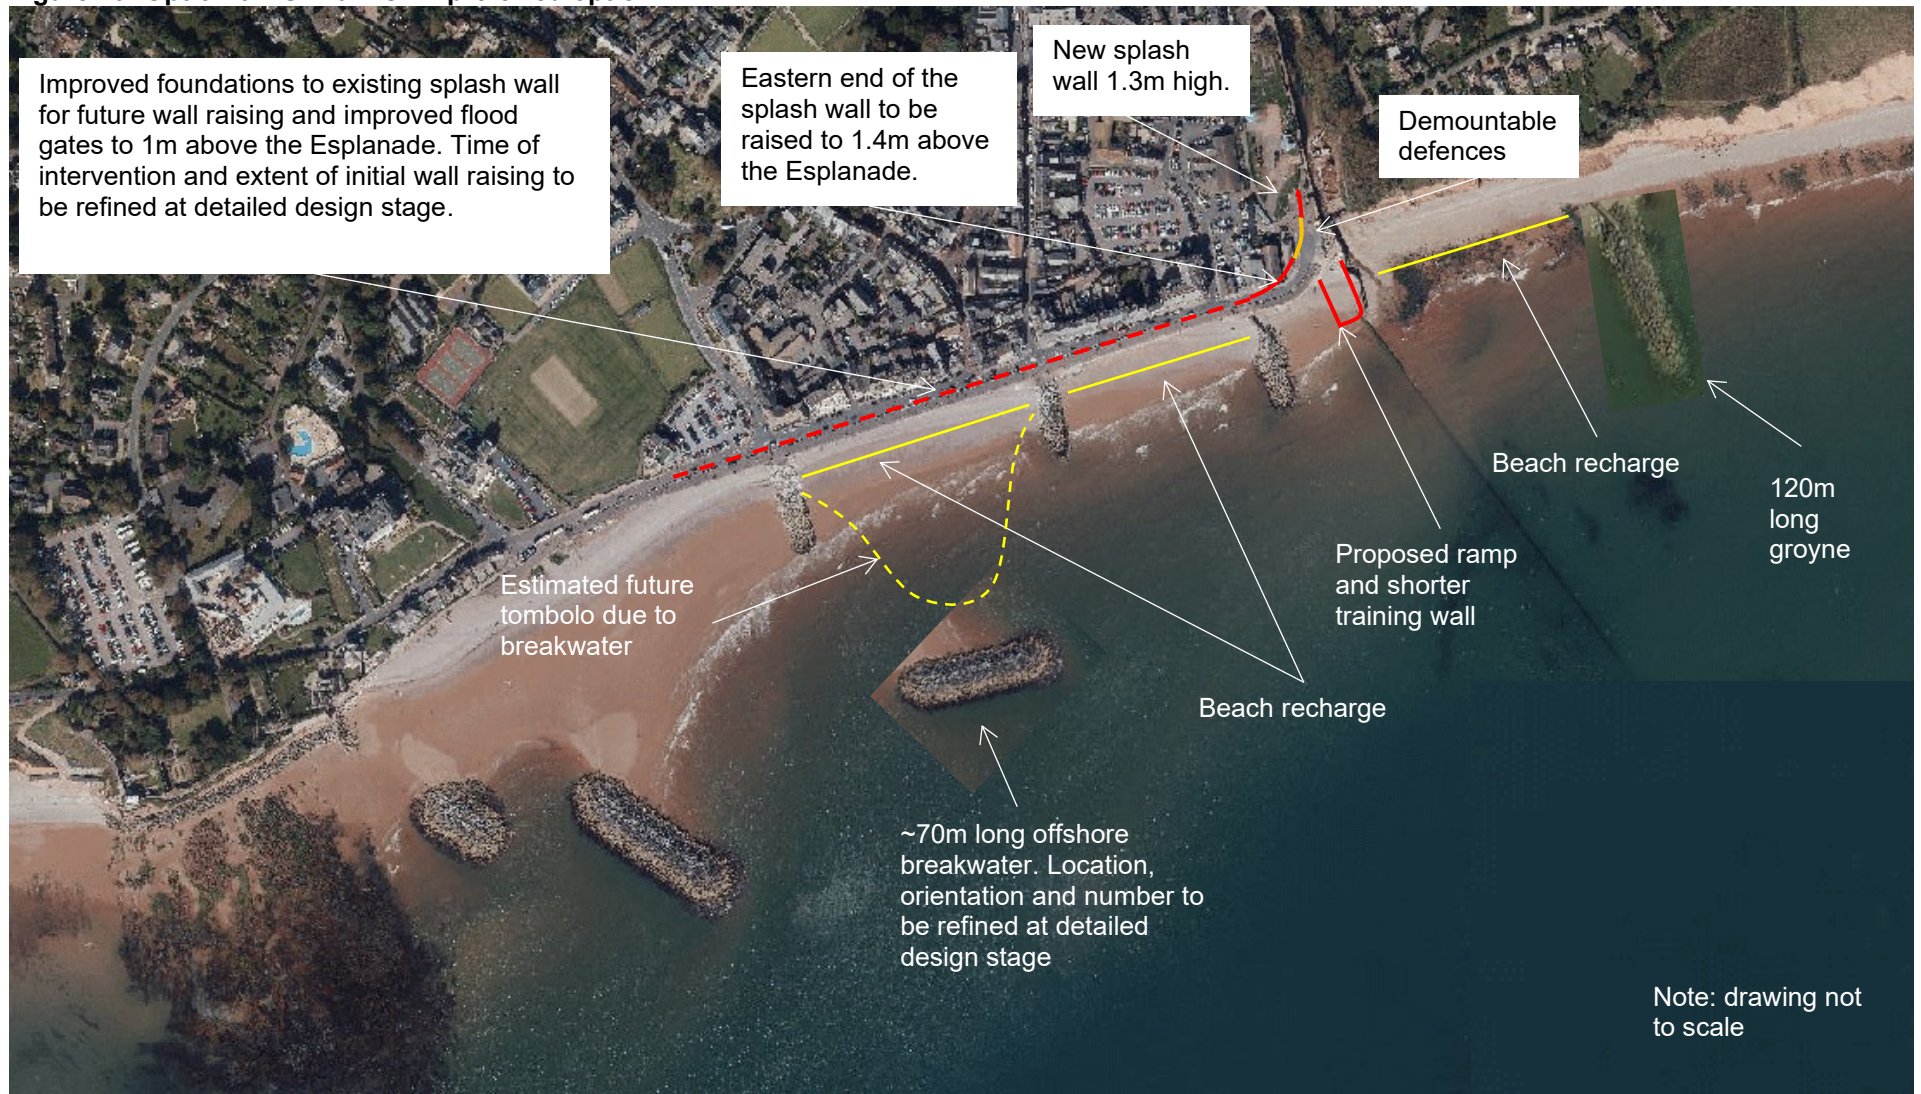 Improved foundations to existing splash wall
for future wall raising and improved flood
gates to 1m above the Esplanade. Time of
intervention and extent of initial wall raising to
be refined at detailed design stage.
Eastern end of the
splash wall to be
raised to 1.4m above
the Esplanade.
New splash
wall 1.3m high.
Demountable
defences
Beach recharge
120m
long
groyne
Proposed ramp
and shorter
training wall
Estimated future
tombolo due to
breakwater
Beach recharge
~70m long offshore
breakwater. Location,
orientation and number to
be refined at detailed
design stage
Note: drawing not
to scale